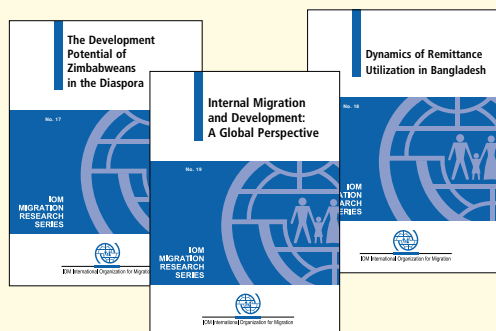 The Development
Potential of
Zimbabweans
in the Diaspora
No. 17
IOM
MIGRATION
RESEARCH
SERIES
IOM International Organization for Migration
Internal Migration
and Development:
A Global Perspective
No. 19
IOM
MIGRATION
RESEARCH
SERIES
IOM International Organization for Migration
Dynamics of Remittance
Utilization in Bangladesh
No. 18
IOM
MIGRATION
RESEARCH
SERIES
IOM International Organization for Migration